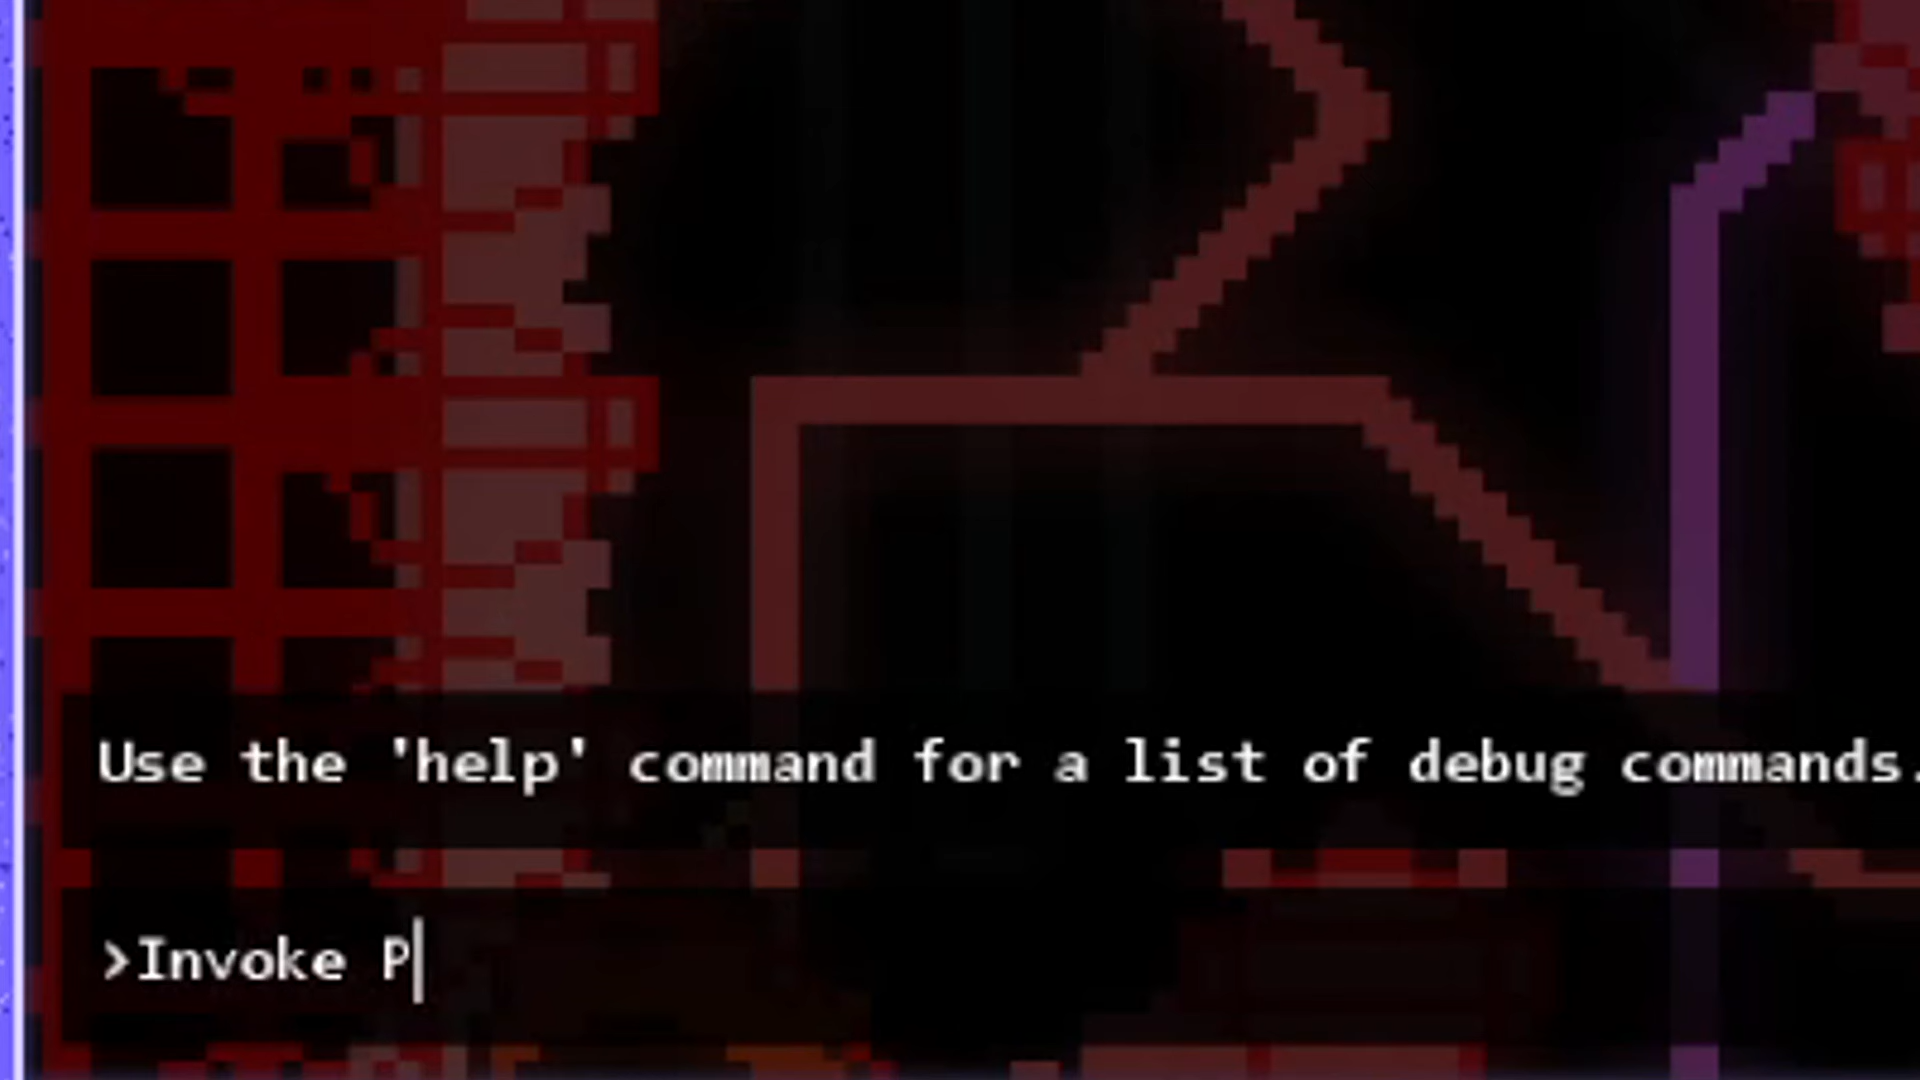 Use the 'help' command for a list of debug commands.
>Invoke P